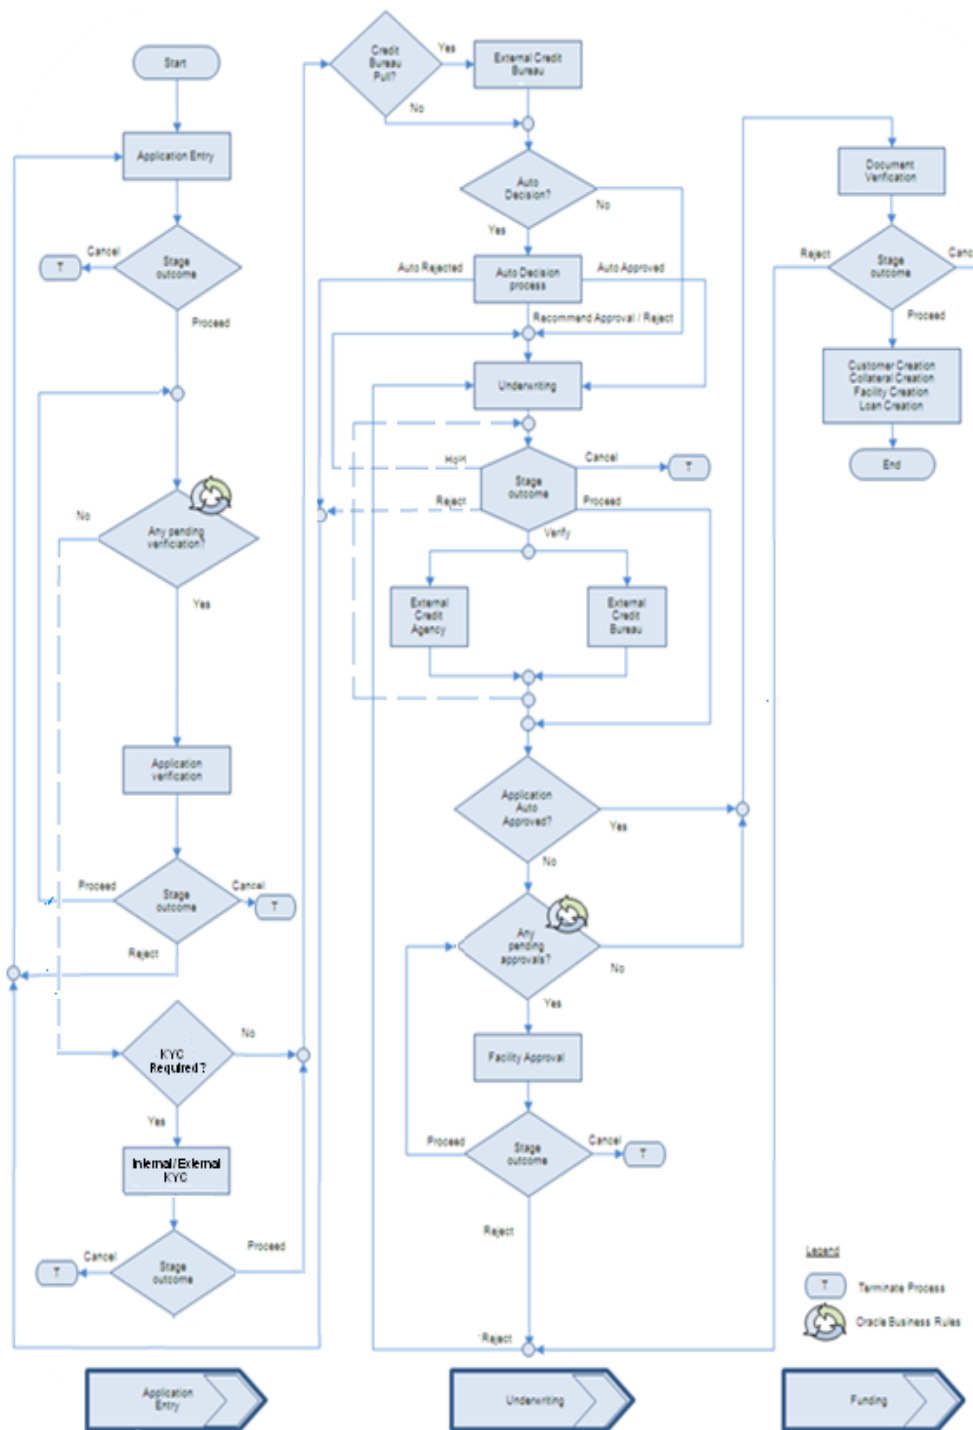 Start
Application Entry
Cancel
T
Stage
outcome
Proceed
No
Any pending
verificiation?
Yes
Application
verification
Proceed
Stage
outcome
Cancel
T
Reject
KYC
Required?
No
Yes
Internal/External
KYC
Proceed
Cancel
T
Stage
outcome
Application
Entry
Credit
Bureau
Pull?
Yes
External Credit
Bureau
No
Auto
Decision?
No
Yes
Auto Rejected
Auto Decision
process
Auto Approved
Recommend Approval / Reject
Underwriting
Hold
Cancel
T
Stage
outcome
Reject
Proceed
Verify
External
Credit
Agency
External
Credit
Bureau
Application
Auto
Approved?
Yes
No
Any
pending
approvals?
No
Yes
Facility Approval
Proceed
Stage
outcome
Cancel
T
Reject
Reject
Underwriting
Document
Verification
Reject
Stage
outcome
Canc
Proceed
Customer Creation
Collateral Creation
Facility Creation
Loan Creation
End
Legend
T
Terminate Process
Oracle Business Rules
Funding